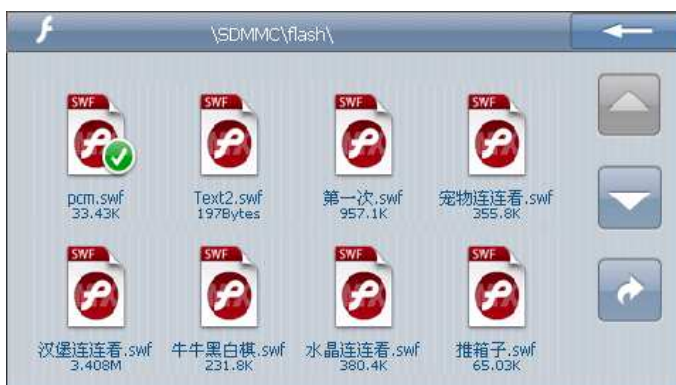 \SDMMC\flash\
SWF SWF SWF SWF
pcm.swf Text2.swf 第一次.swf 宠物连连看.swf
33.43K 197Bytes 957.1K 355.8K
SWF SWF SWF SWF
汉堡连连看.swf 牛牛黑白棋.swf 水晶连连看.swf 推箱子.swf
3.408M 231.8K 380.4K 65.03K